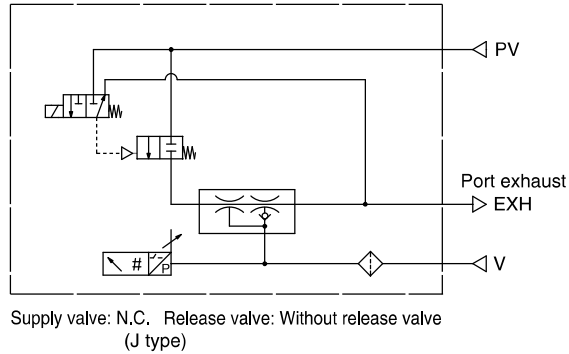 PV
Port exhaust
EXH
# P
V
Supply valve: N.C. Release valve: Without release valve
(J type)